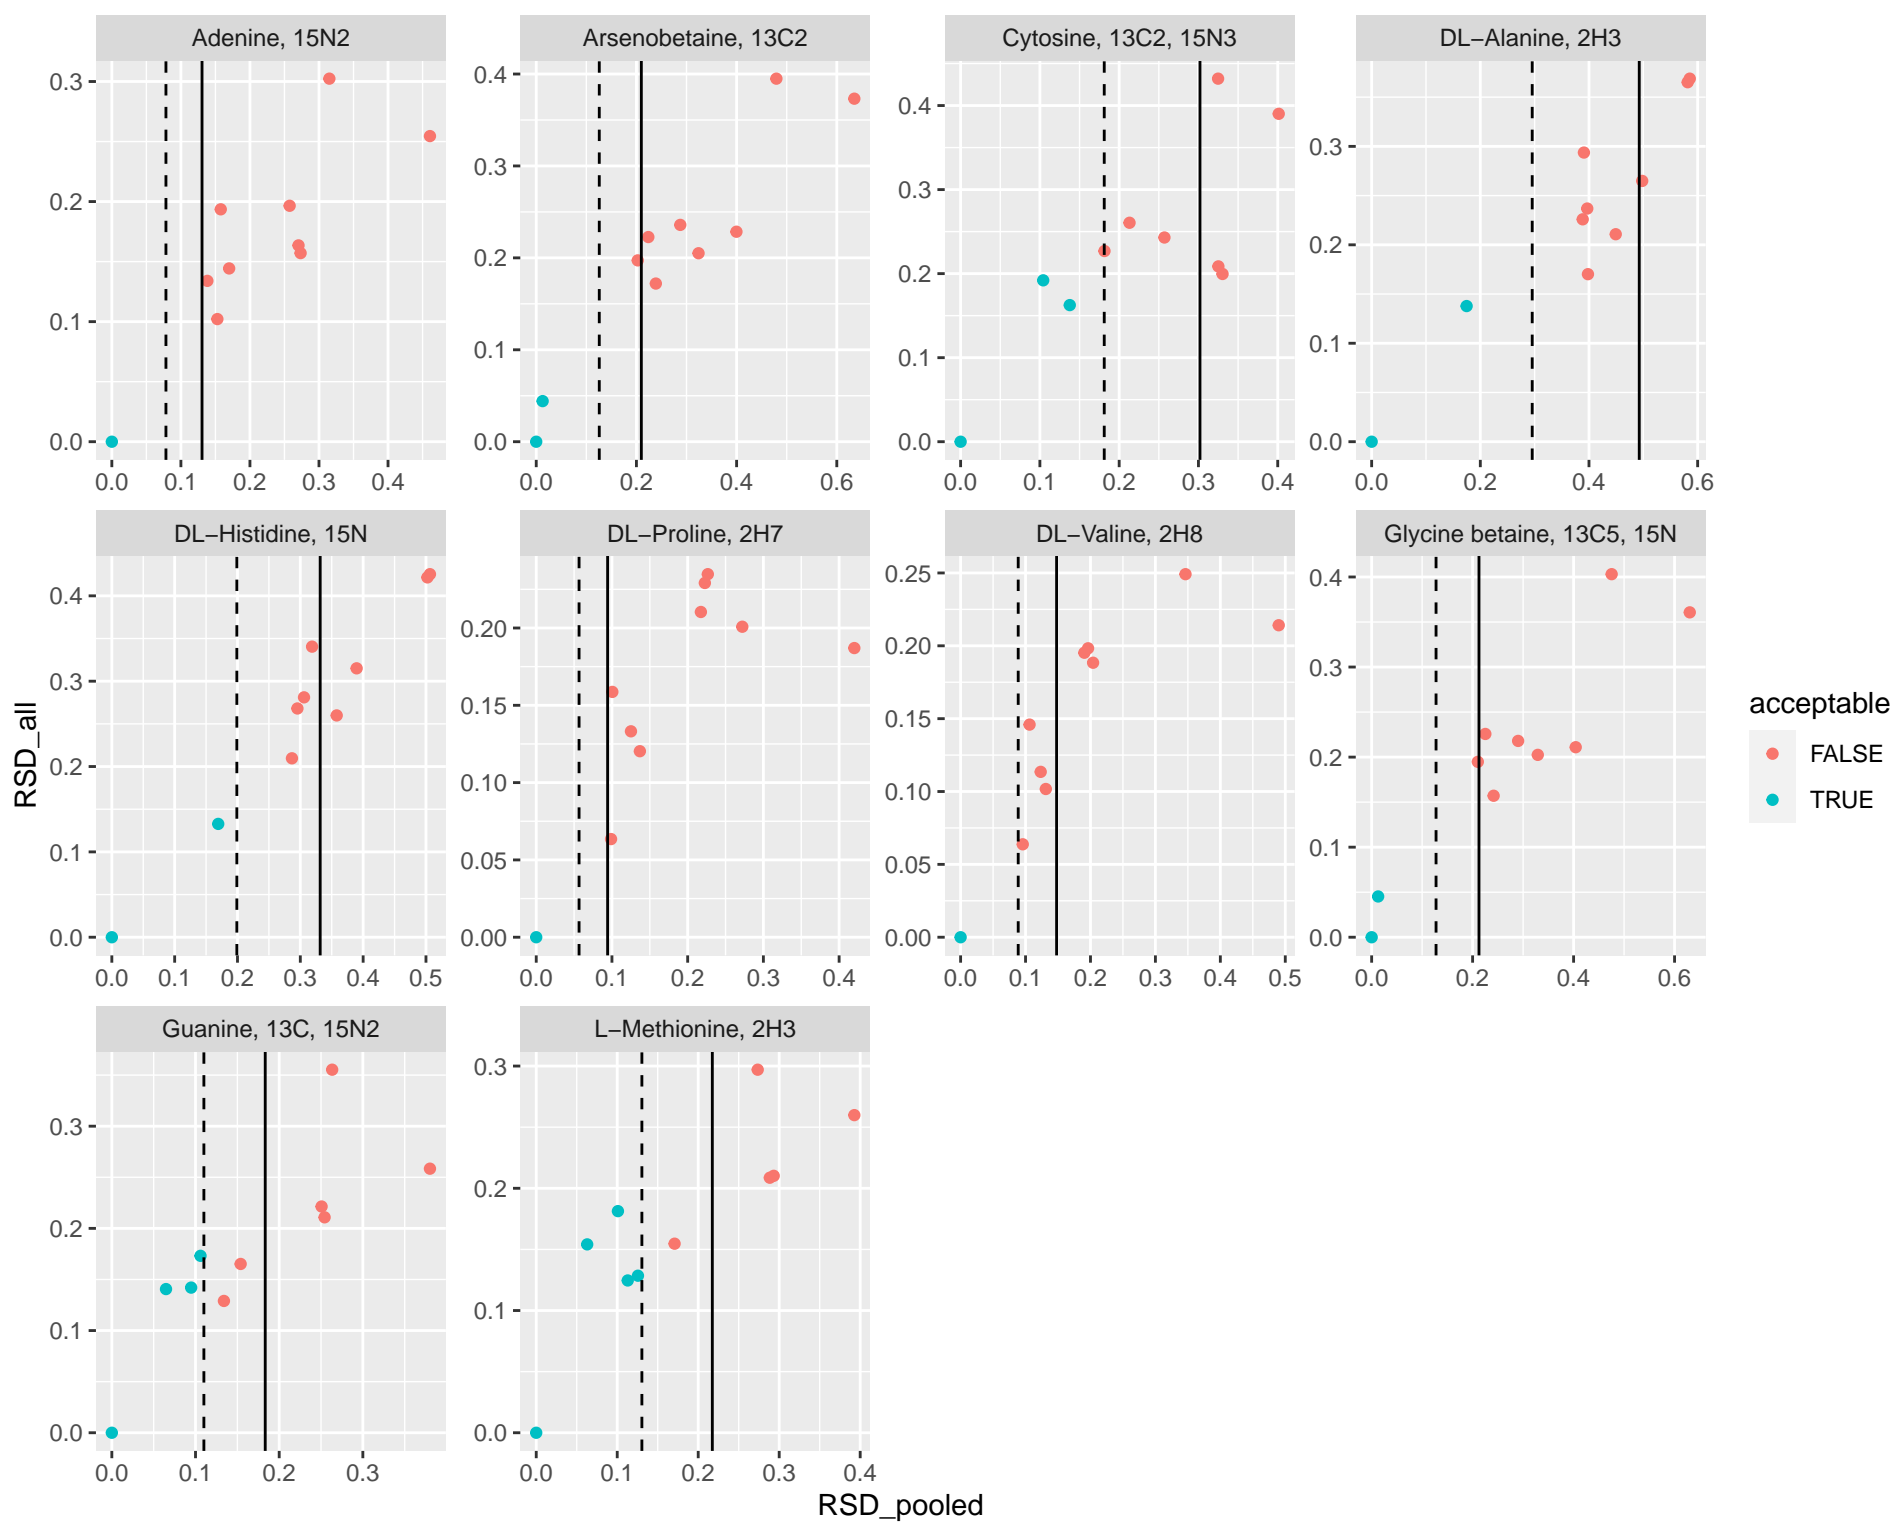 Adenine, 15N2
Arsenobetaine, 13C2
Cytosine, 13C2, 15N3
DL−Alanine, 2H3
0.3
0.2
0.1
0.0
0.0 0.1 0.2 0.3 0.4
0.4
0.3
0.2
0.1
0.0
0.0 0.2 0.4 0.6
0.4
0.3
0.2
0.1
0.0
0.0 0.1 0.2 0.3 0.4
0.3
0.2
0.1
0.0
0.0 0.2 0.4 0.6
DL−Histidine, 15N
DL−Proline, 2H7
DL−Valine, 2H8
Glycine betaine, 13C5, 15N
RSD_all
0.4
0.3
0.2
0.1
0.0
0.0 0.1 0.2 0.3 0.4 0.5
0.20
0.15
0.10
0.05
0.00
0.0 0.1 0.2 0.3 0.4
0.25
0.20
0.15
0.10
0.05
0.00
0.0 0.1 0.2 0.3 0.4 0.5
0.4
0.3
0.2
0.1
0.0
0.0 0.2 0.4 0.6
acceptable
FALSE
TRUE
Guanine, 13C, 15N2
L−Methionine, 2H3
0.3
0.2
0.1
0.0
0.0 0.1 0.2 0.3
0.3
0.2
0.1
0.0
0.0 0.1 0.2 0.3 0.4
RSD_pooled